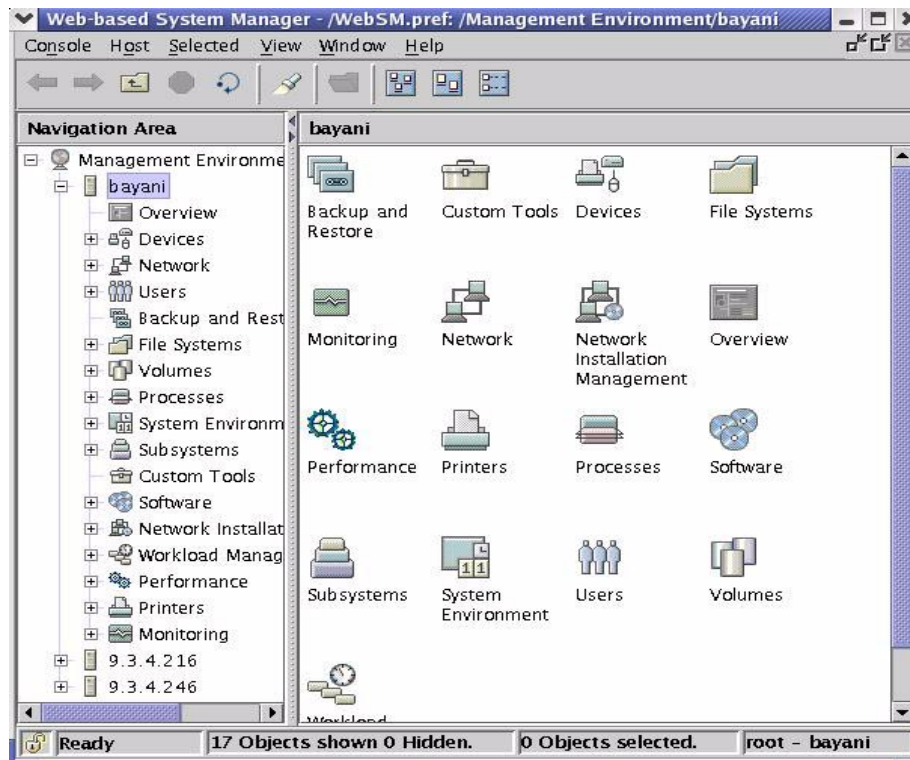 Web-based System Manager - /WebSM.pref: /Management Environment/bayani
Console Host Selected View Window Help
Navigation Area
bayani
Management Environme
bayani
Overview
Devices
Network
Users
Backup and Rest
File Systems
Volumes
Processes
System Environm
Subsystems
Custom Tools
Software
Network Installat
Workload Manag
Performance
Printers
Monitoring
9.3.4.216
9.3.4.246
Backup and
Restore
Custom Tools
Devices
File Systems
Monitoring
Network
Network
Installation
Management
Overview
Performance
Printers
Processes
Software
Subsystems
System
Environment
Users
Volumes
Workload
Ready
17 Objects shown 0 Hidden.
0 Objects selected.
root - bayani